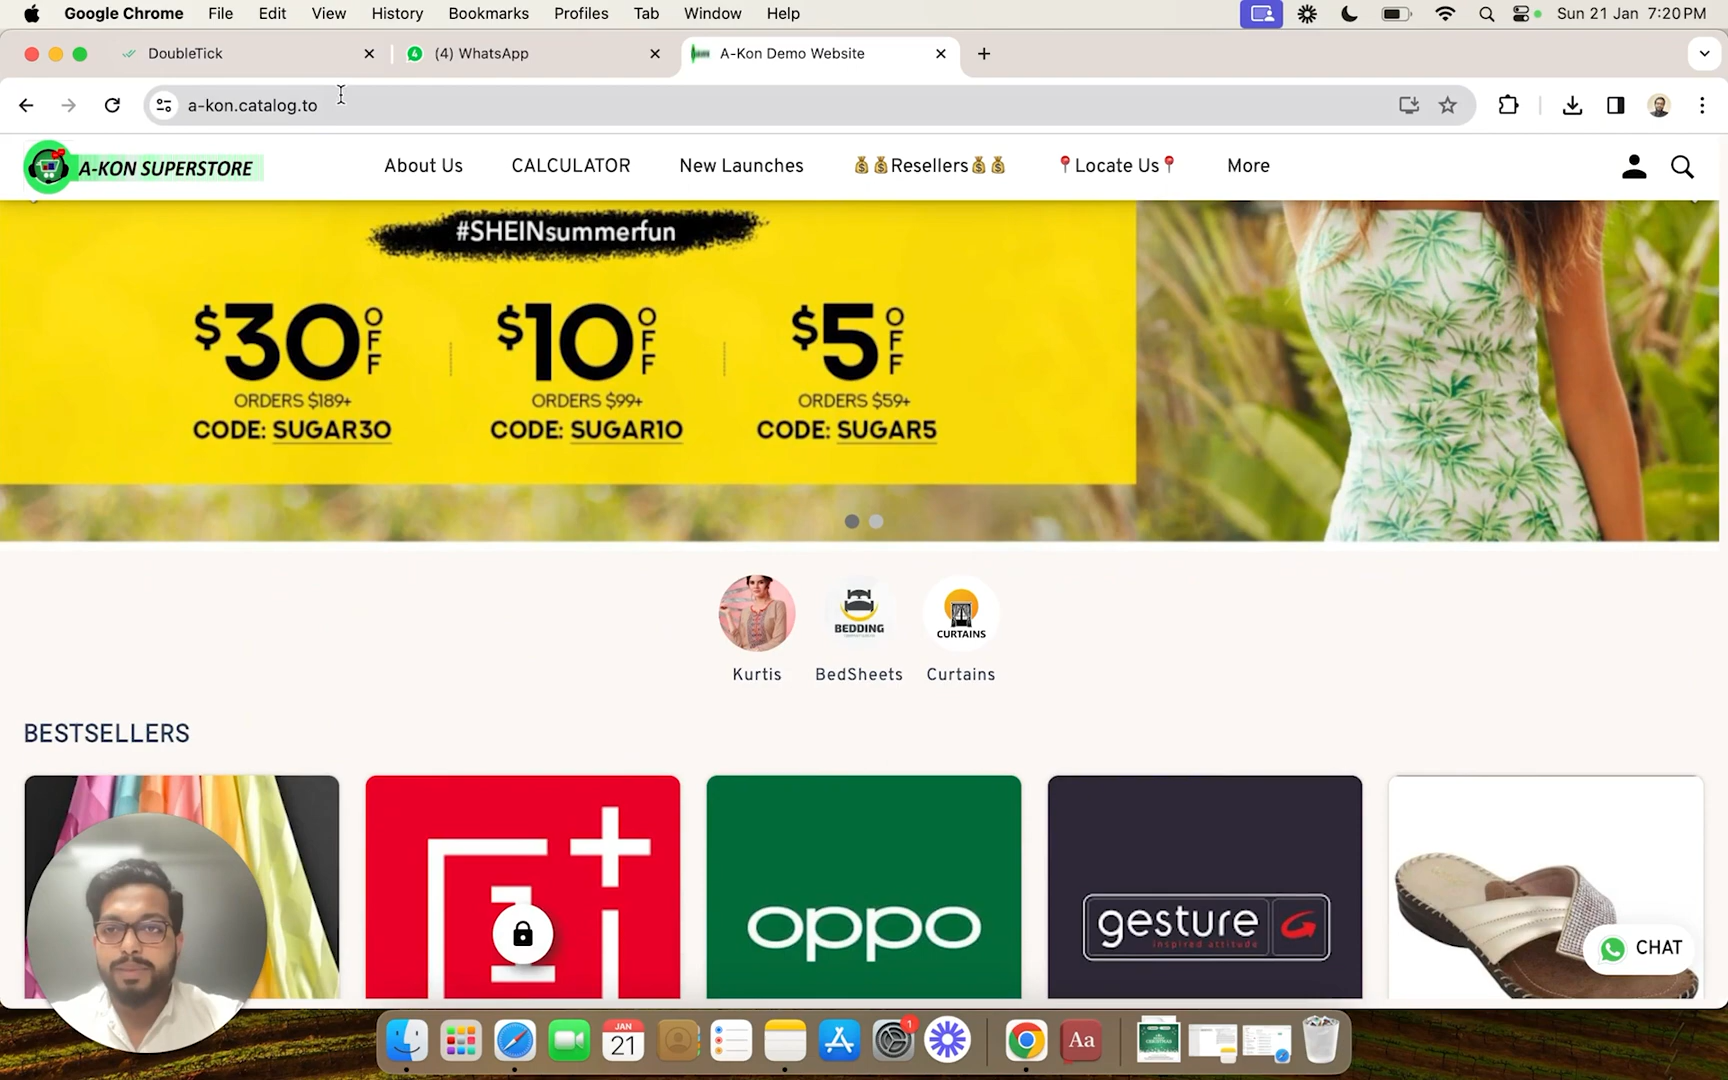 Google Chrome File Edit View History Bookmarks Profiles Tab Window Help Sun 21 Jan 7:20 PM
DoubleTick (4) WhatsApp A-Kon Demo Website
a-kon.catalog.to
A-KON SUPERSTORE About Us CALCULATOR New Launches 💰💰Resellers💰💰 📍Locate Us📍 More
#SHEINsummerfun
$30 OFF $10 OFF $5 OFF
ORDERS $189+ ORDERS $99+ ORDERS $59+
CODE: SUGAR30 CODE: SUGAR10 CODE: SUGAR5
BEDDING
CURTAINS
Kurtis BedSheets Curtains
BESTSELLERS
oppo
gesture
inspired attitude
CHAT
JAN
21
1
Aa